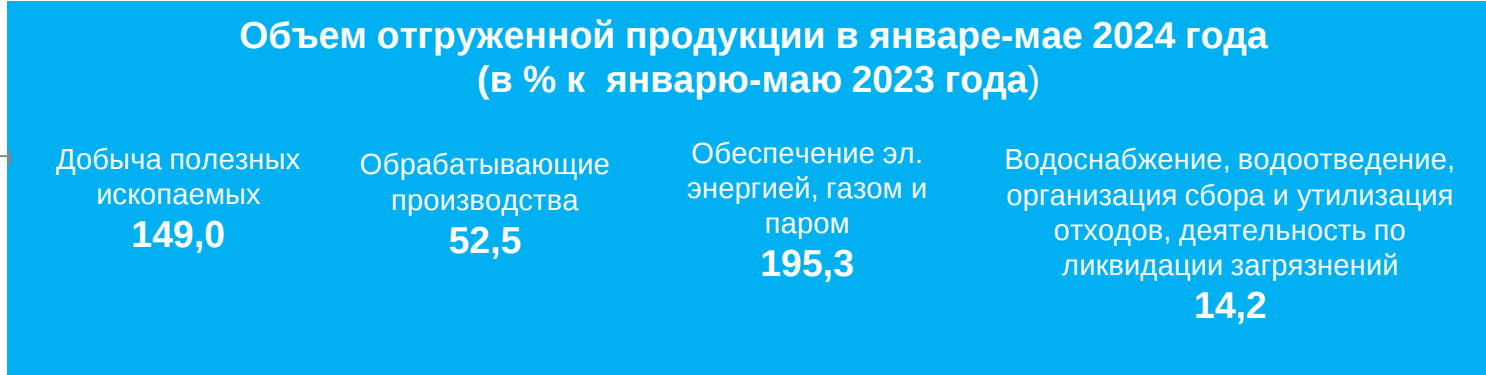 Объем отгруженной продукции в январе-мае 2024 года
(в % к  январю-маю 2023 года)
Добыча полезных
ископаемых
149,0
Обрабатывающие
производства
52,5
Обеспечение эл.
энергией, газом и
паром
195,3
Водоснабжение, водоотведение,
организация сбора и утилизация
отходов, деятельность по
ликвидации загрязнений
14,2